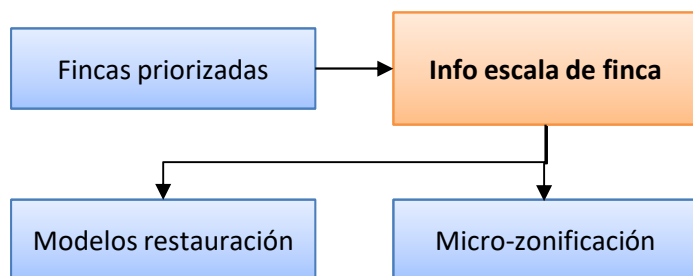 Fincas priorizadas
Info escala de finca
Modelos restauración
Micro-zonificación